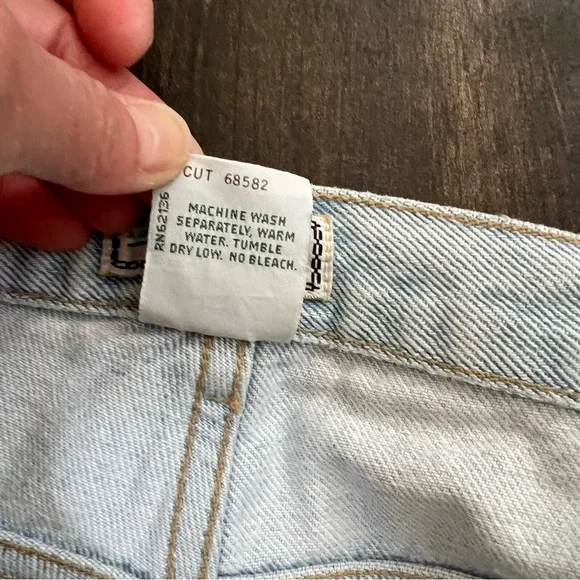 CUT 68582
RN62136
MACHINE WASH
SEPARATELY, WARM
WATER. TUMBLE
DRY LOW. NO BLEACH.